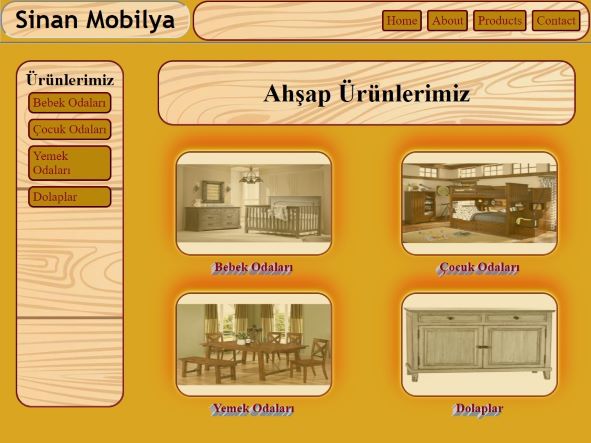 Sinan Mobilya
Home About Products Contact
Ürünlerimiz
Bebek Odaları
Çocuk Odaları
Yemek
Odaları
Dolaplar
Ahşap Ürünlerimiz
Bebek Odaları
Çocuk Odaları
Yemek Odaları
Dolaplar